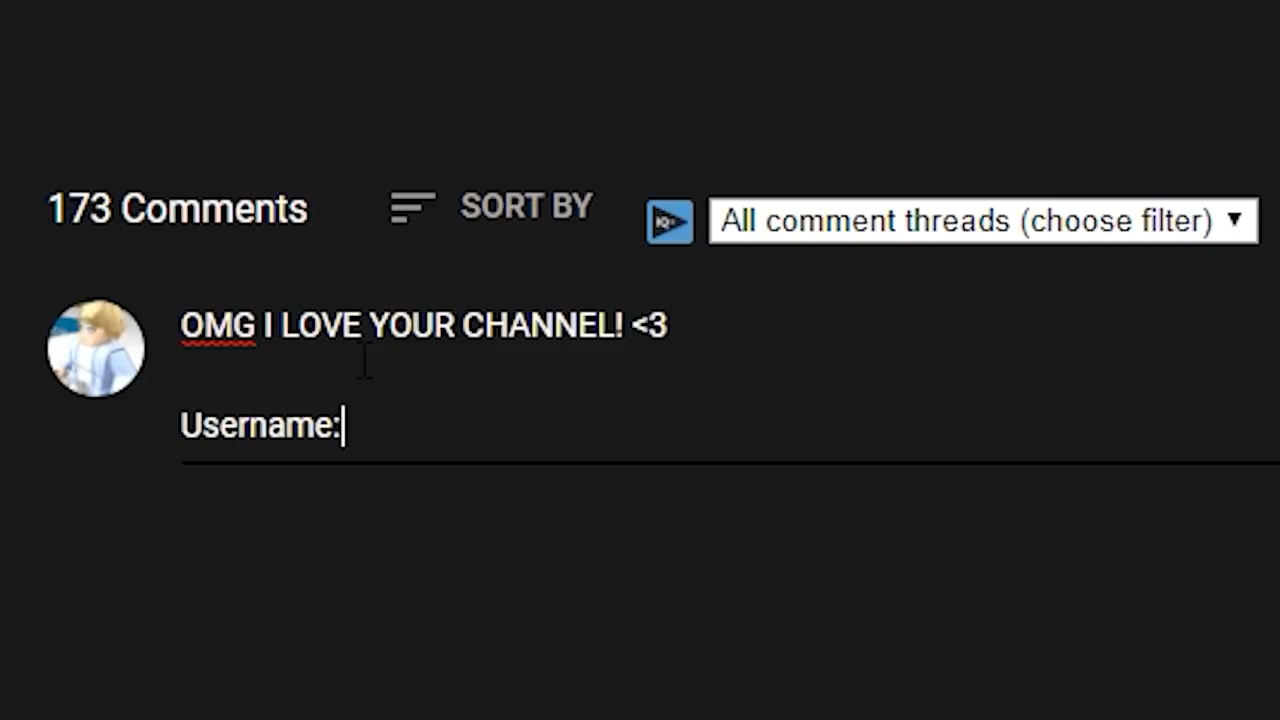 173 Comments SORT BY All comment threads (choose filter)
OMG I LOVE YOUR CHANNEL! <3
Username: